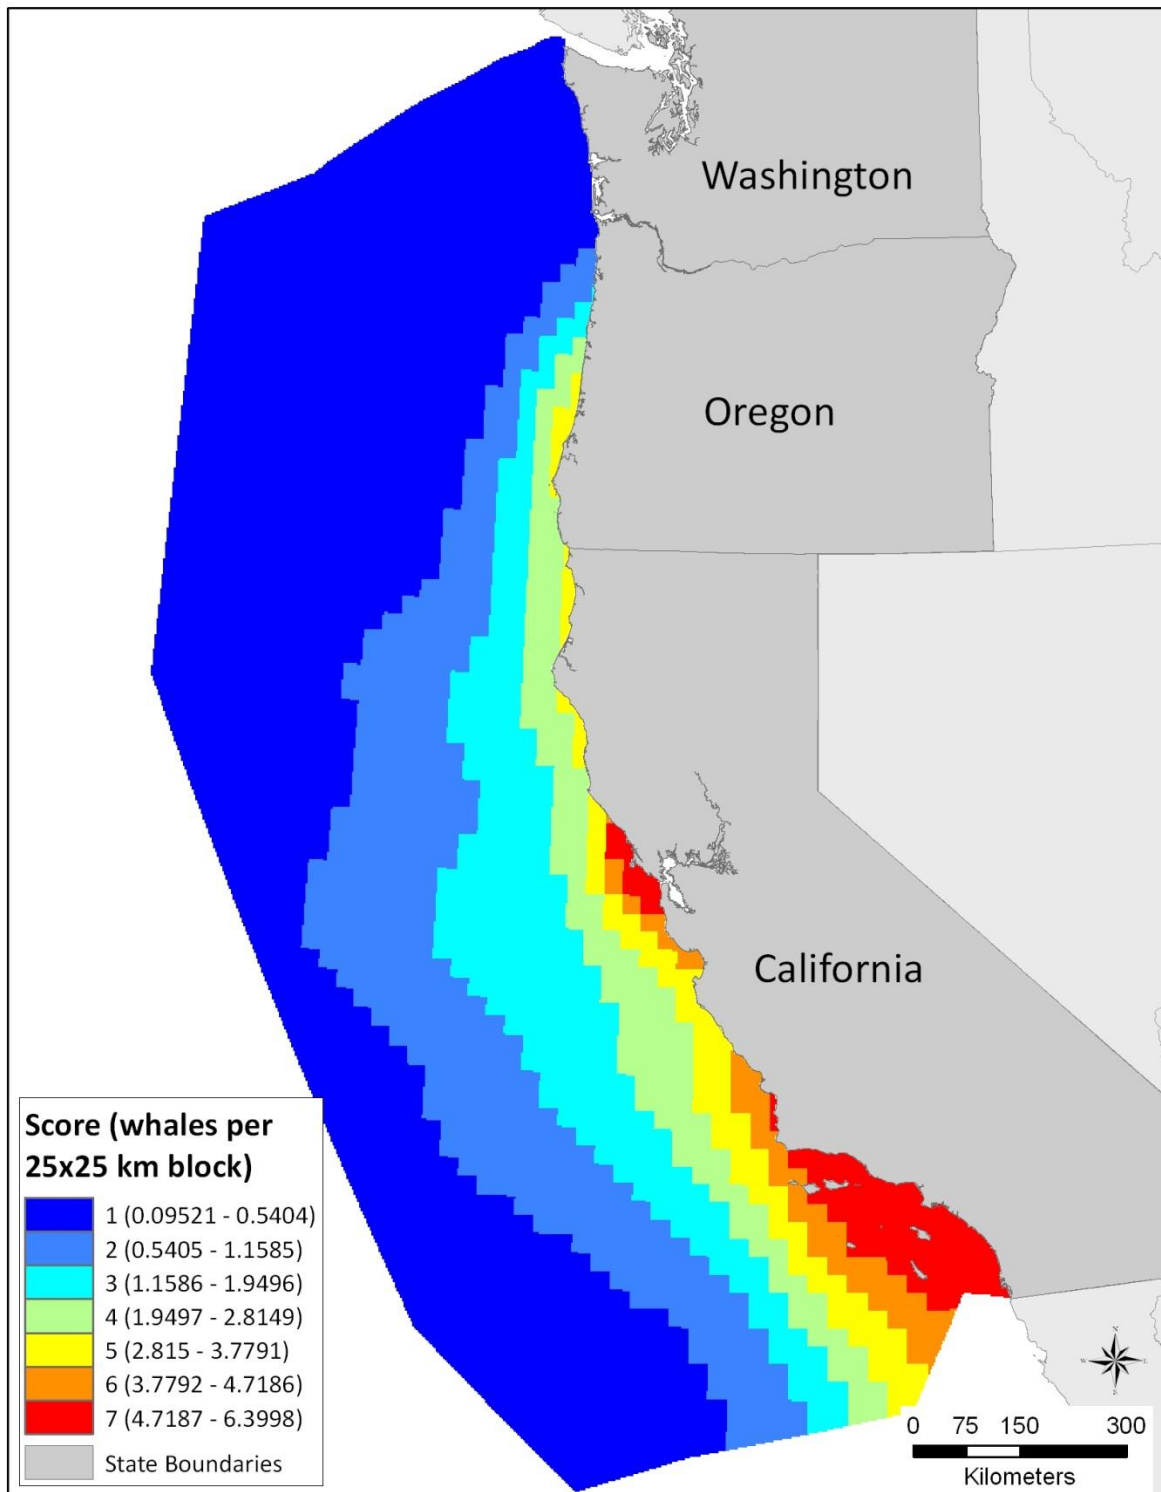 Washington
Oregon
California
Score (whales per
25x25 km block)
1 (0.09521 - 0.5404)
2 (0.5405 - 1.1585)
3 (1.1586 - 1.9496)
4 (1.9497 - 2.8149)
5 (2.815 - 3.7791)
6 (3.7792 - 4.7186)
7 (4.7187 - 6.3998)
State Boundaries
N
W E
S
0 75 150 300
Kilometers